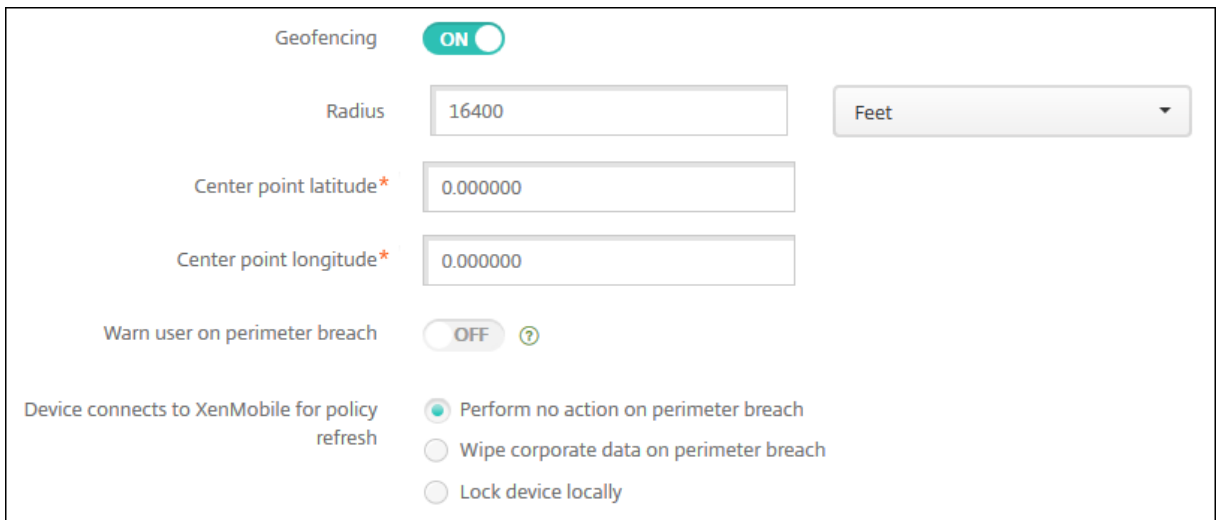 Geofencing ON
Radius 16400 Feet
Center point latitude* 0.000000
Center point longitude* 0.000000
Warn user on perimeter breach OFF ?
Device connects to XenMobile for policy
refresh
Perform no action on perimeter breach
Wipe corporate data on perimeter breach
Lock device locally